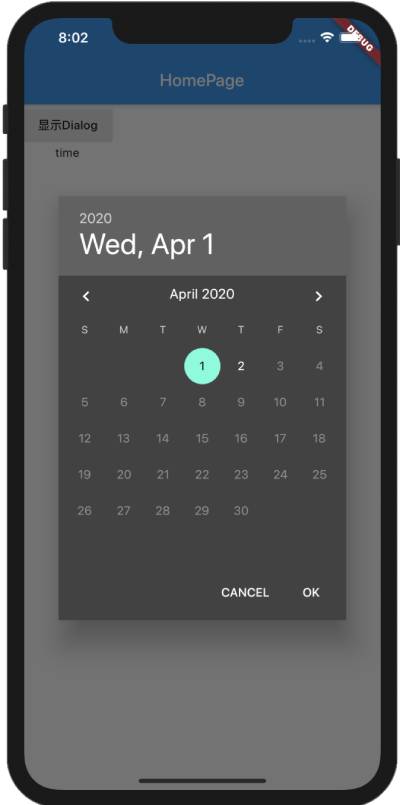 8:02
DEBUG
HomePage
显示Dialog
time
2020
Wed, Apr 1
April 2020
S M T W T F S
1 2 3 4
5 6 7 8 9 10 11
12 13 14 15 16 17 18
19 20 21 22 23 24 25
26 27 28 29 30
CANCEL OK